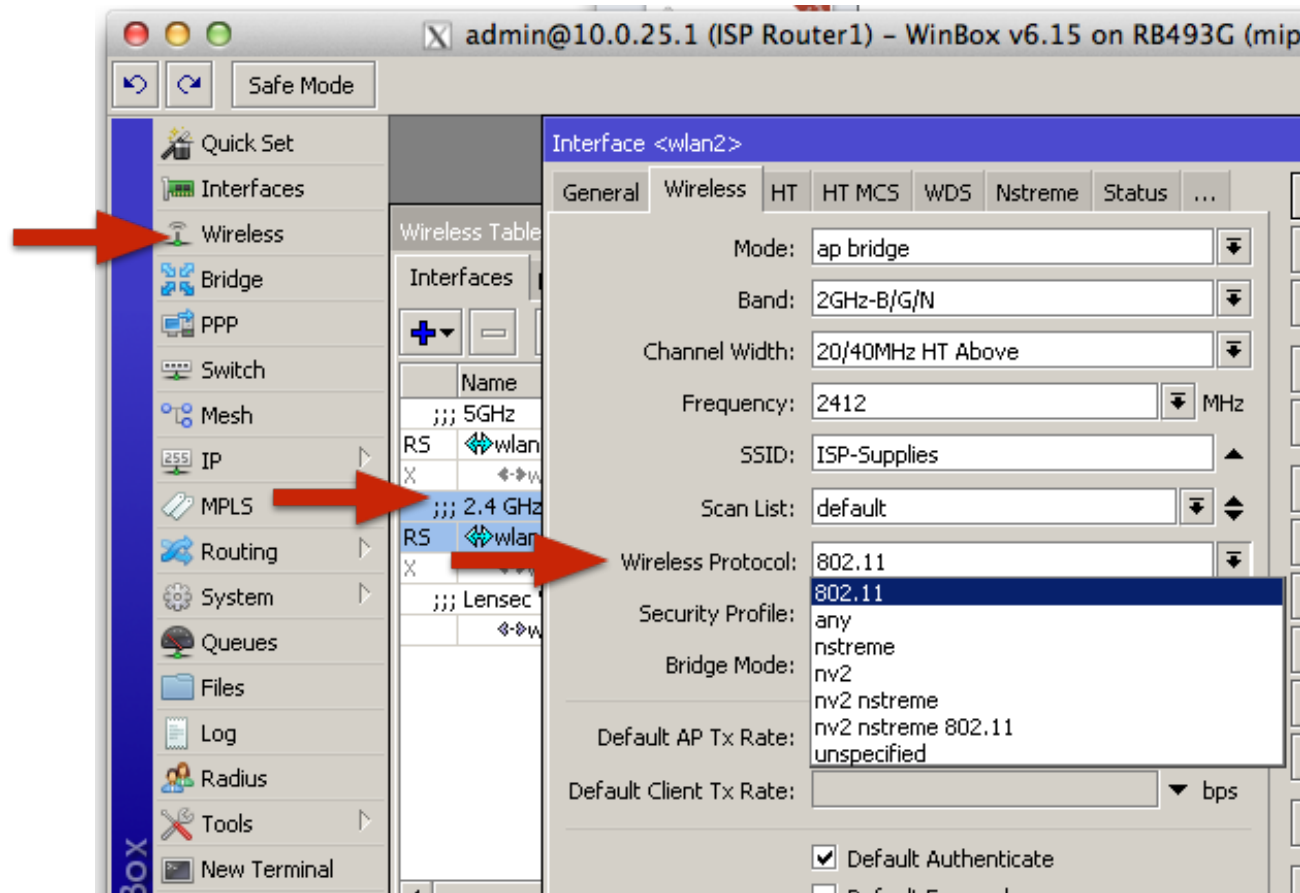 admin@10.0.25.1 (ISP Router1) – WinBox v6.15 on RB493G (mip
Safe Mode
Quick Set
Interfaces
Wireless
Bridge
PPP
Switch
Mesh
255 IP
MPLS
Routing
System
Queues
Files
Log
Radius
Tools
New Terminal
Box
Wireless Table
Interfaces
Name
;;; 5GHz
RS wlan
X w
;;; 2.4 GHz
RS wlan
X
;;; Lensec
w
Interface <wlan2>
General Wireless HT HT MCS WDS Nstreme Status ...
Mode: ap bridge
Band: 2GHz-B/G/N
Channel Width: 20/40MHz HT Above
Frequency: 2412 MHz
SSID: ISP-Supplies
Scan List: default
Wireless Protocol: 802.11
802.11
Security Profile:
any
nstreme
Bridge Mode:
nv2
nv2 nstreme
nv2 nstreme 802.11
Default AP Tx Rate:
unspecified
Default Client Tx Rate: bps
Default Authenticate